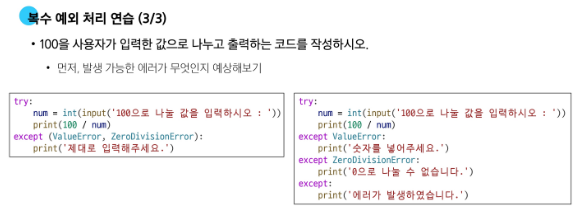 복수 예외 처리 연습 (3/3)
• 100을 사용자가 입력한 값으로 나누고 출력하는 코드를 작성하시오.
• 먼저, 발생 가능한 에러가 무엇인지 예상해보기
try:
    num = int(input('100으로 나눌 값을 입력하시오 : '))
    print(100 / num)
except (ValueError, ZeroDivisionError):
    print('제대로 입력해주세요.')
try:
    num = int(input('100으로 나눌 값을 입력하시오 : '))
    print(100 / num)
except ValueError:
    print('숫자를 넣어주세요.')
except ZeroDivisionError:
    print('0으로 나눌 수 없습니다.')
except:
    print('에러가 발생하였습니다.')